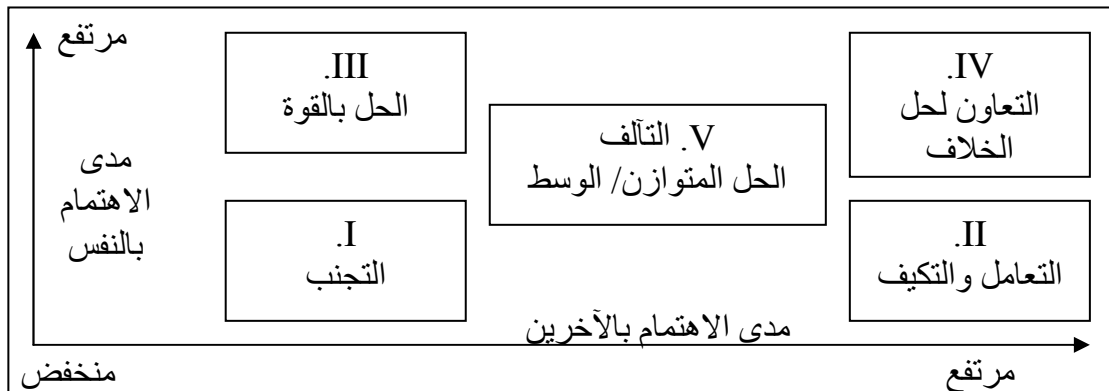 مرتفع
مدى
الاهتمام
بالنفس
III.
الحل بالقوة
IV.
التعاون لحل
الخلاف
V. التآلف
الحل المتوازن/ الوسط
I.
التجنب
II.
التعامل والتكيف
مدى الاهتمام بالآخرين
منخفض
مرتفع